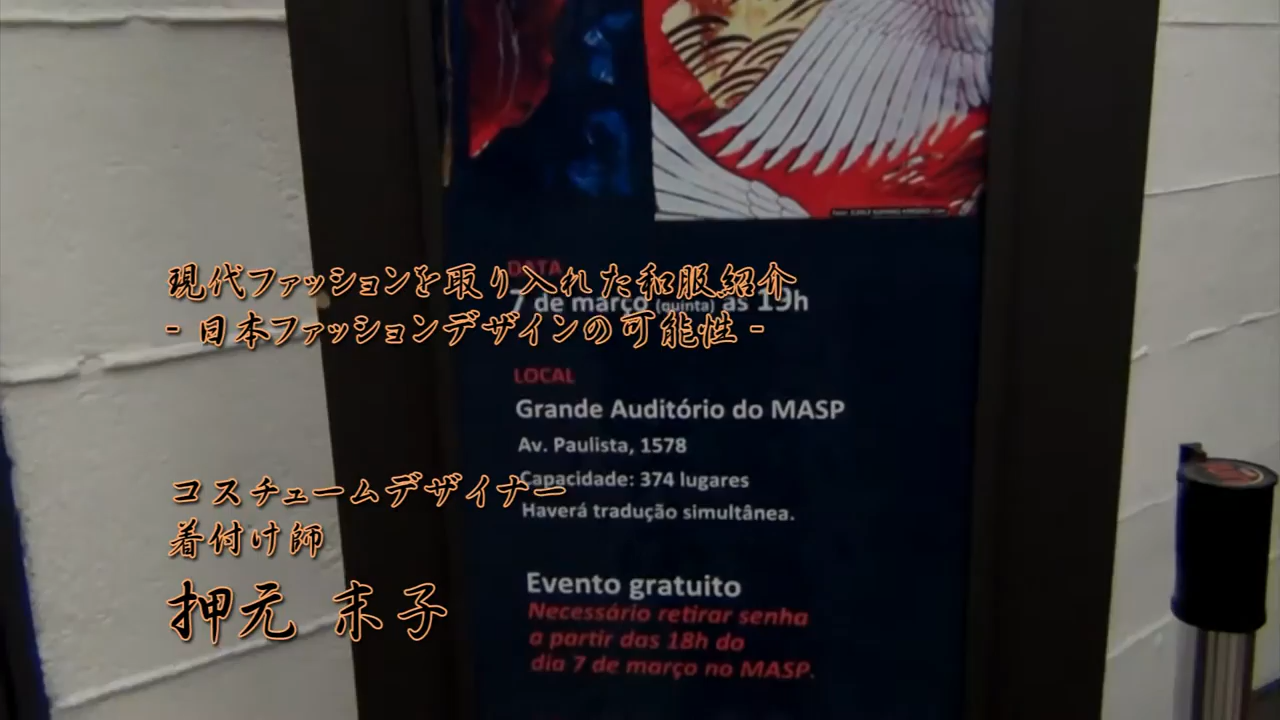 現代ファッションを取り入れた和服紹介
- 日本ファッションデザインの可能性 -
コスチュームデザイナー
着付け師
押元 末子
DATA
7 de março (quinta) às 19h
LOCAL
Grande Auditório do MASP
Av. Paulista, 1578
Capacidade: 374 lugares
Haverá tradução simultânea.
Evento gratuito
Necessário retirar senha
a partir das 18h do
dia 7 de março no MASP.